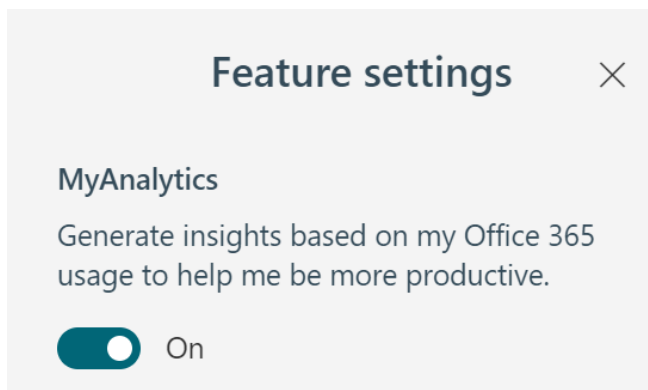 Feature settings
MyAnalytics
Generate insights based on my Office 365
usage to help me be more productive.
On